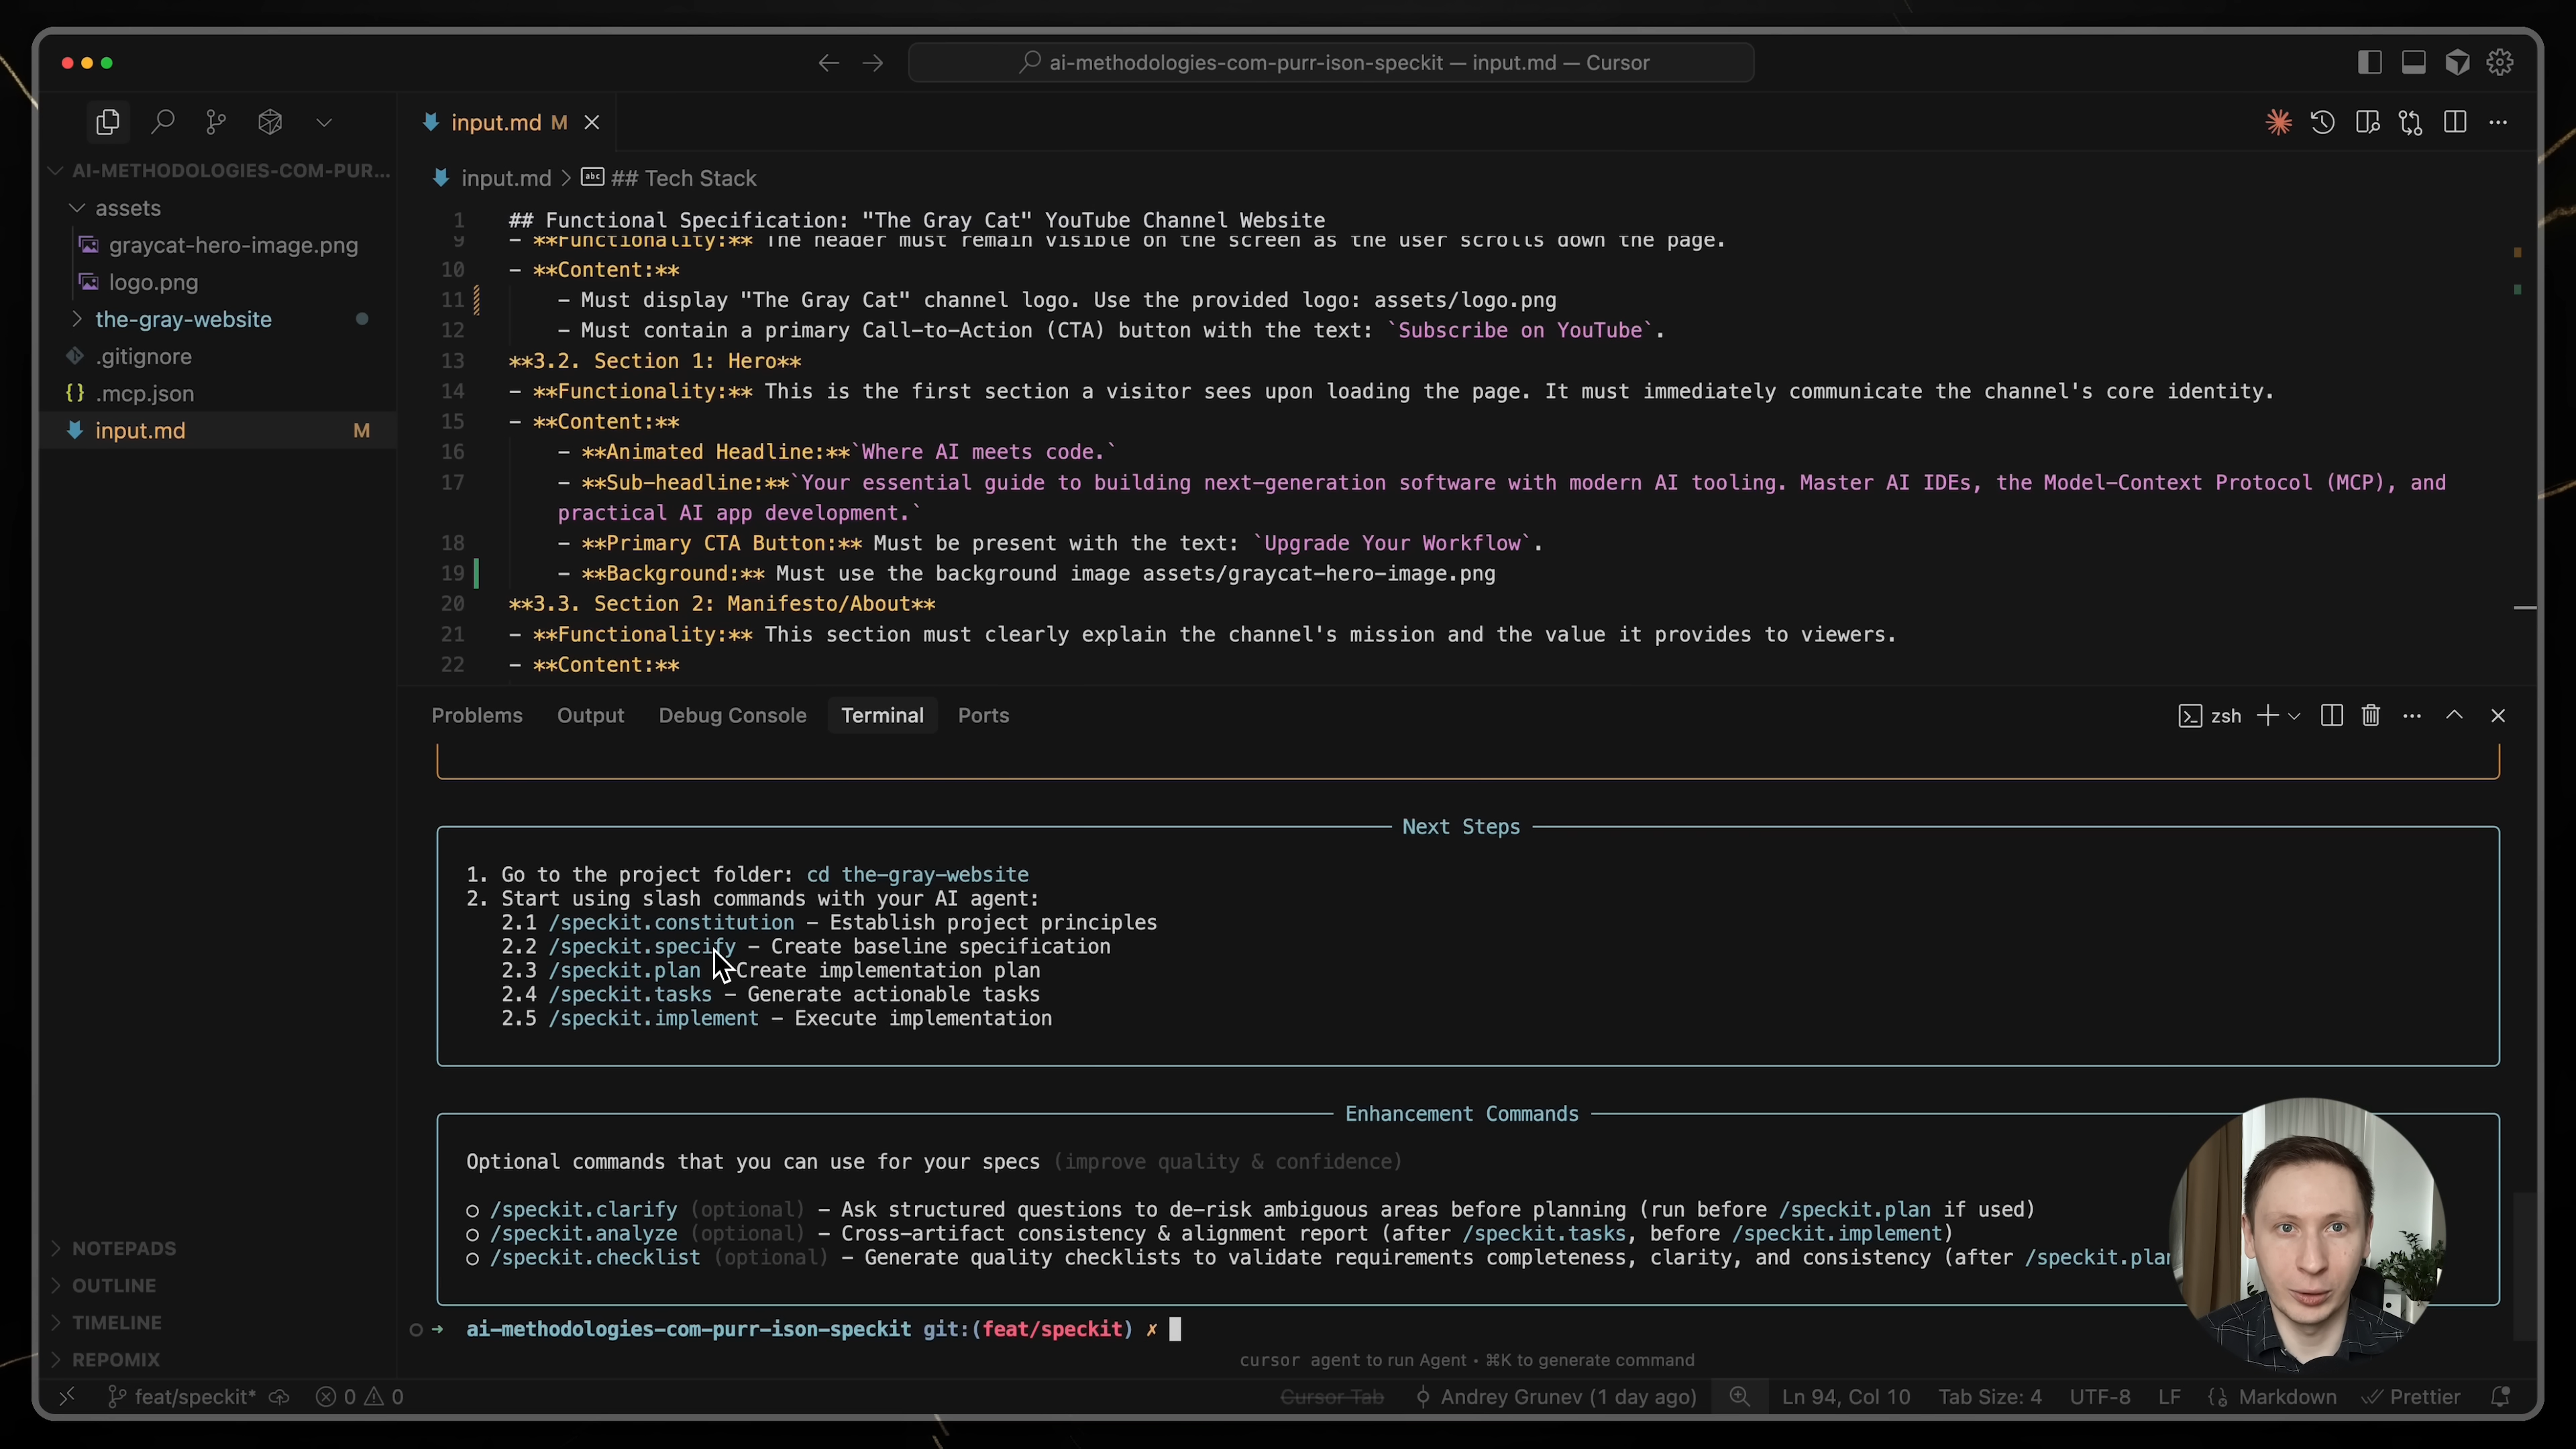 ai-methodologies-com-purr-ison-speckit — input.md — Cursor
input.md M
AI-METHODOLOGIES-COM-PUR...
assets
graycat-hero-image.png
logo.png
the-gray-website
.gitignore
{} .mcp.json
input.md M
NOTEPADS
OUTLINE
TIMELINE
REPOMIX
input.md > abc ## Tech Stack
1 ## Functional Specification: "The Gray Cat" YouTube Channel Website
9 - **Functionality:** The header must remain visible on the screen as the user scrolls down the page.
10 - **Content:**
11 - Must display "The Gray Cat" channel logo. Use the provided logo: assets/logo.png
12 - Must contain a primary Call-to-Action (CTA) button with the text: `Subscribe on YouTube`.
13 **3.2. Section 1: Hero**
14 - **Functionality:** This is the first section a visitor sees upon loading the page. It must immediately communicate the channel's core identity.
15 - **Content:**
16 - **Animated Headline:**`Where AI meets code.`
17 - **Sub-headline:**`Your essential guide to building next-generation software with modern AI tooling. Master AI IDEs, the Model-Context Protocol (MCP), and
practical AI app development.`
18 - **Primary CTA Button:** Must be present with the text: `Upgrade Your Workflow`.
19 - **Background:** Must use the background image assets/graycat-hero-image.png
20 **3.3. Section 2: Manifesto/About**
21 - **Functionality:** This section must clearly explain the channel's mission and the value it provides to viewers.
22 - **Content:**
Problems Output Debug Console Terminal Ports
zsh
Next Steps
1. Go to the project folder: cd the-gray-website
2. Start using slash commands with your AI agent:
2.1 /speckit.constitution – Establish project principles
2.2 /speckit.specify – Create baseline specification
2.3 /speckit.plan Create implementation plan
2.4 /speckit.tasks – Generate actionable tasks
2.5 /speckit.implement – Execute implementation
Enhancement Commands
Optional commands that you can use for your specs (improve quality & confidence)
○ /speckit.clarify (optional) – Ask structured questions to de-risk ambiguous areas before planning (run before /speckit.plan if used)
○ /speckit.analyze (optional) – Cross-artifact consistency & alignment report (after /speckit.tasks, before /speckit.implement)
○ /speckit.checklist (optional) – Generate quality checklists to validate requirements completeness, clarity, and consistency (after /speckit.plan
ai-methodologies-com-purr-ison-speckit git:(feat/speckit) ✗
cursor agent to run Agent • ⌘K to generate command
feat/speckit* 0 0 Cursor Tab Andrey Grunev (1 day ago) Ln 94, Col 10 Tab Size: 4 UTF-8 LF Markdown Prettier